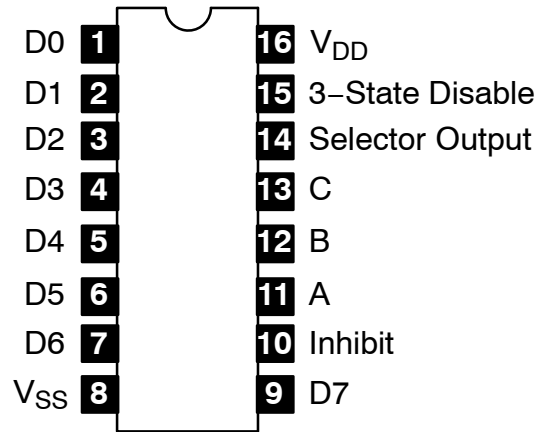 D0 1 16 VDD
D1 2 15 3−State Disable
D2 3 14 Selector Output
D3 4 13 C
D4 5 12 B
D5 6 11 A
D6 7 10 Inhibit
VSS 8 9 D7